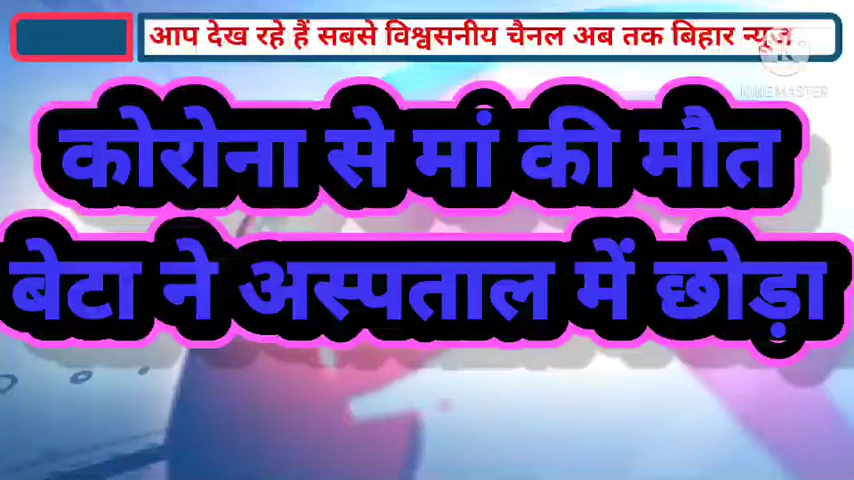 आप देख रहे हैं सबसे विश्वसनीय चैनल अब तक बिहार न्यूज
KINEMASTER
कोरोना से मां की मौत
बेटा ने अस्पताल में छोड़ा